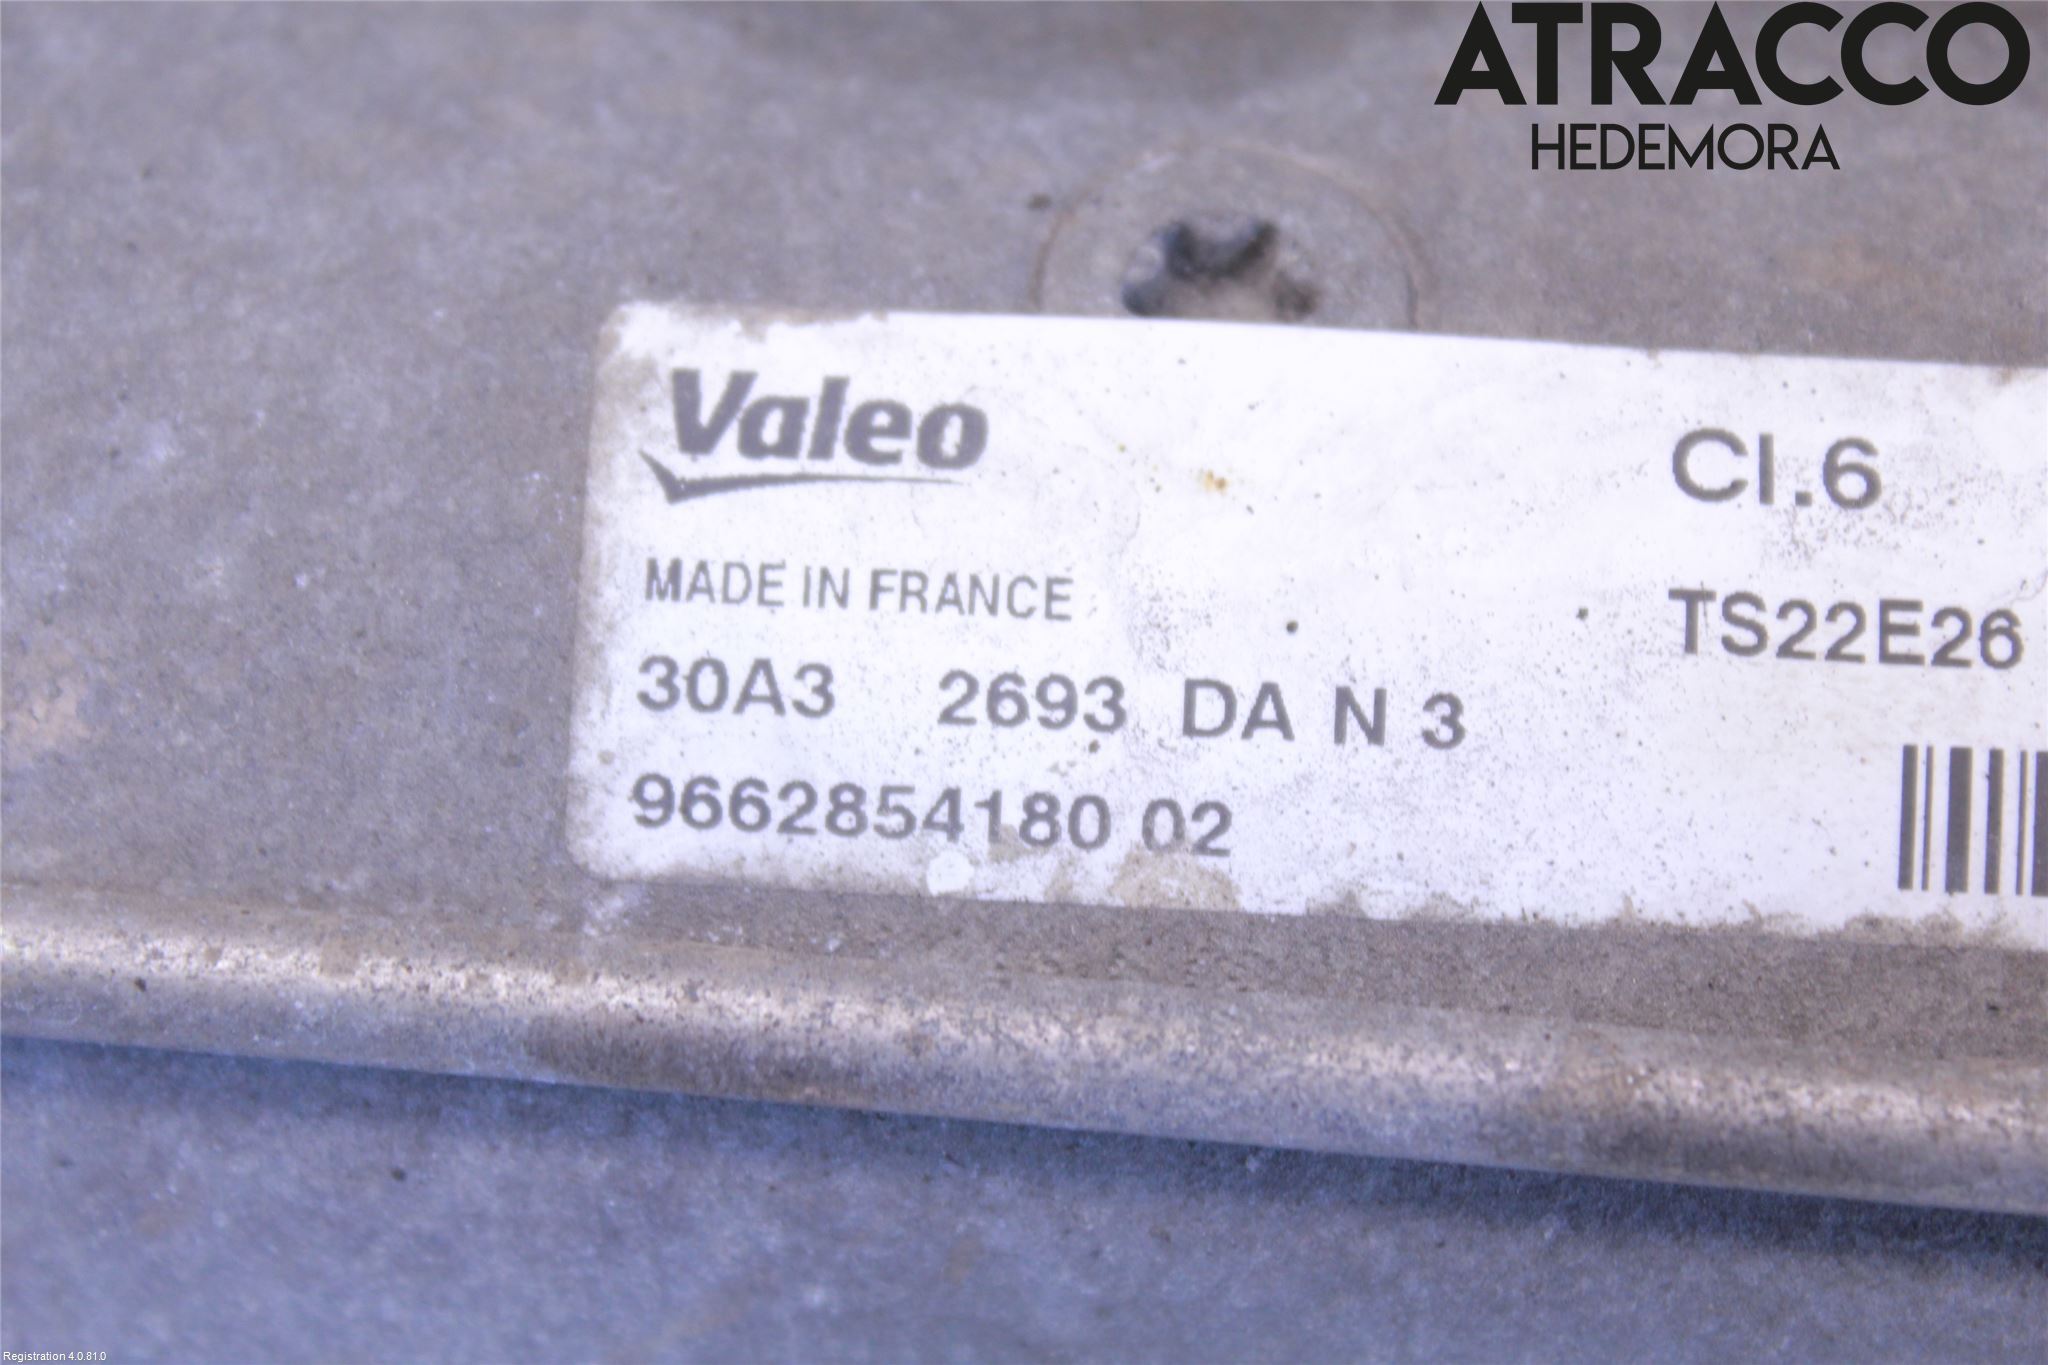 ATRACCO
HEDEMORA
Valeo
CI.6
MADE IN FRANCE
TS22E26
30A3 2693 DA N 3
9662854180 02
Registration 4.0.81.0